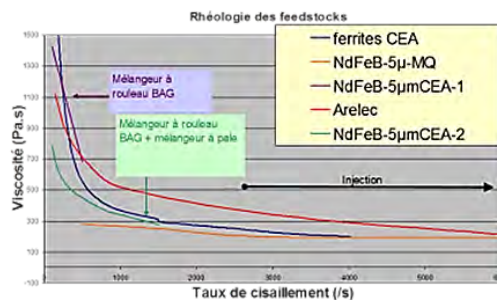 Rhéologie des feedstocks
1500
1300
1100
900
700
500
300
100
-100
Viscosité (Pa.s)
ferrites CEA
NdFeB-5µ-MQ
NdFeB-5µmCEA-1
Arelec
NdFeB-5µmCEA-2
Mélangeur à
rouleau BAG
Mélangeur à rouleau
BAG + mélangeur à pale
Injection
0
1000
2000
3000
4000
5000
Taux de cisaillement (/s)